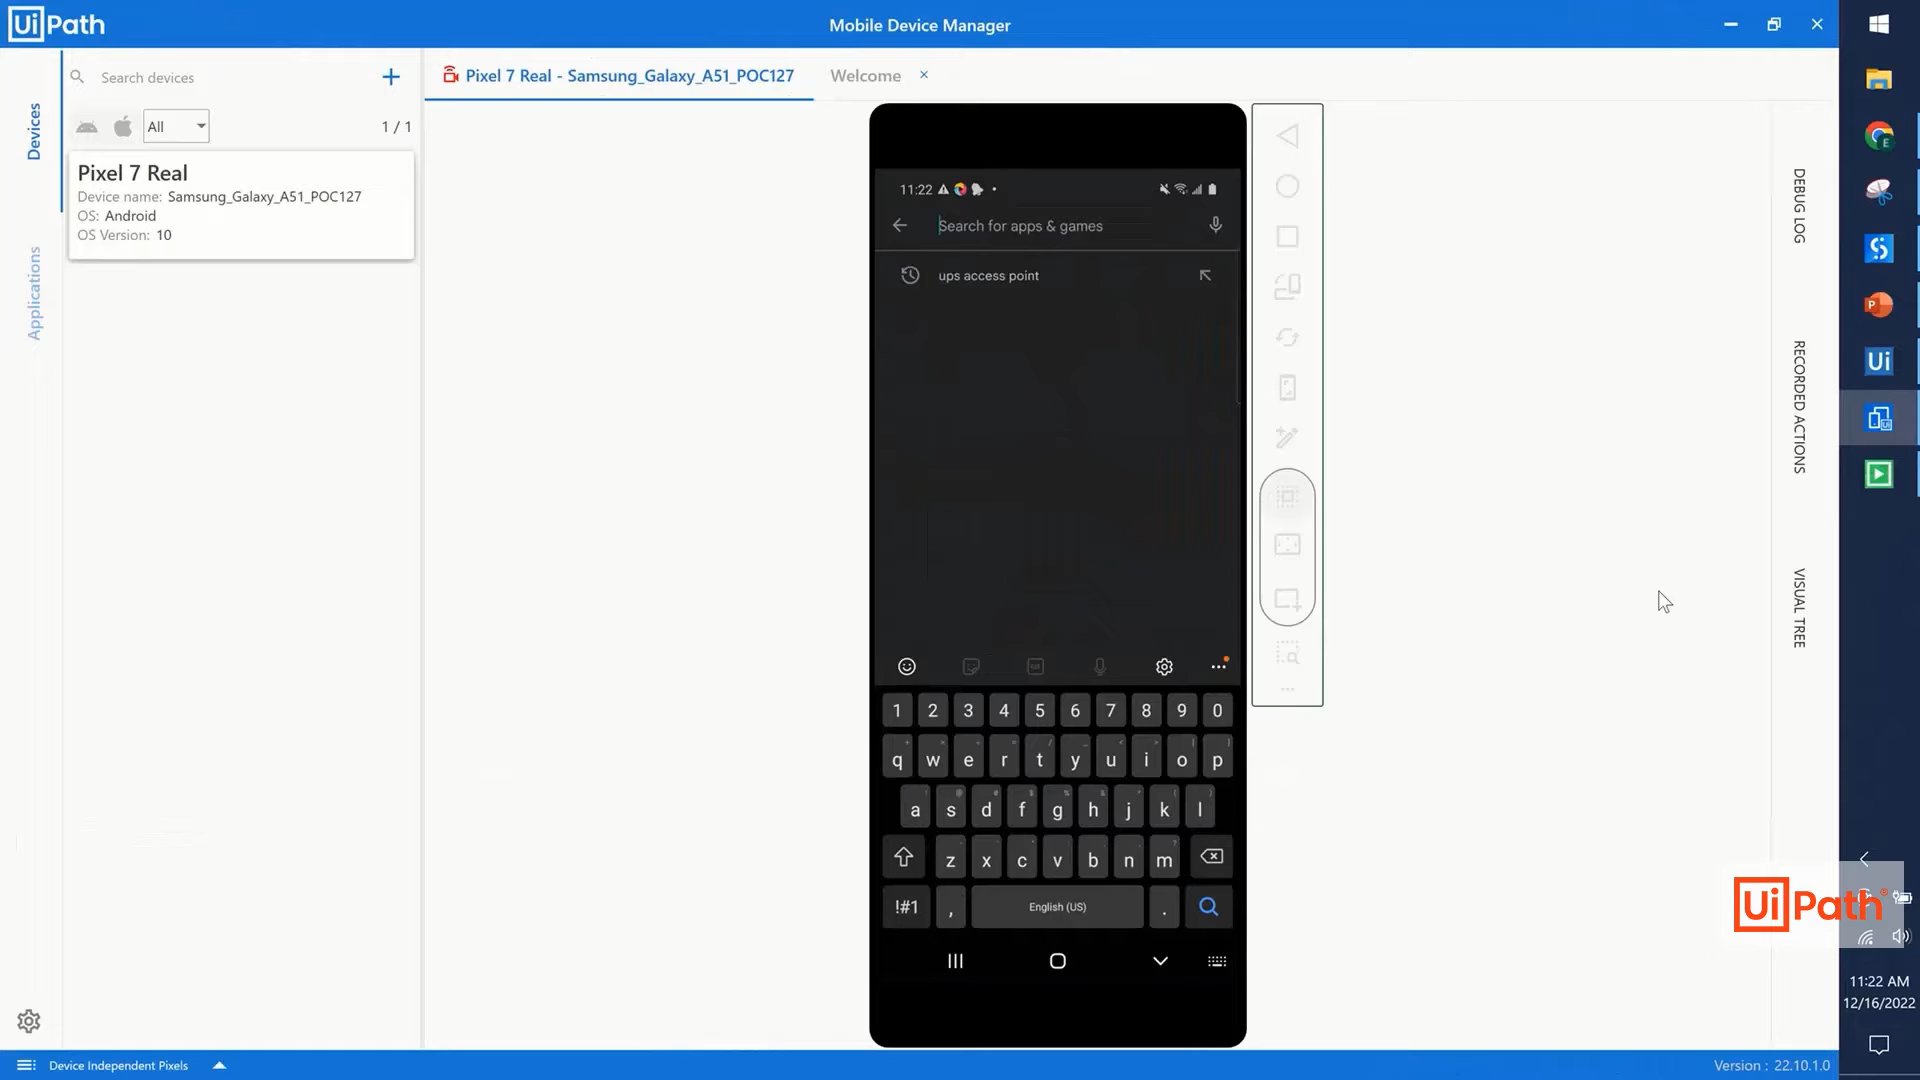 UiPath
Mobile Device Manager
Search devices
Pixel 7 Real - Samsung_Galaxy_A51_POC127
Welcome
All
1 / 1
Devices
Applications
Pixel 7 Real
Device name: Samsung_Galaxy_A51_POC127
OS: Android
OS Version: 10
11:22
Search for apps & games
ups access point
DEBUG LOG
RECORDED ACTIONS
VISUAL TREE
1 2 3 4 5 6 7 8 9 0
q w e r t y u i o p
a s d f g h j k l
z x c v b n m
!#1 , English (US) .
UiPath
11:22 AM
12/16/2022
Device Independent Pixels
Version : 22.10.1.0